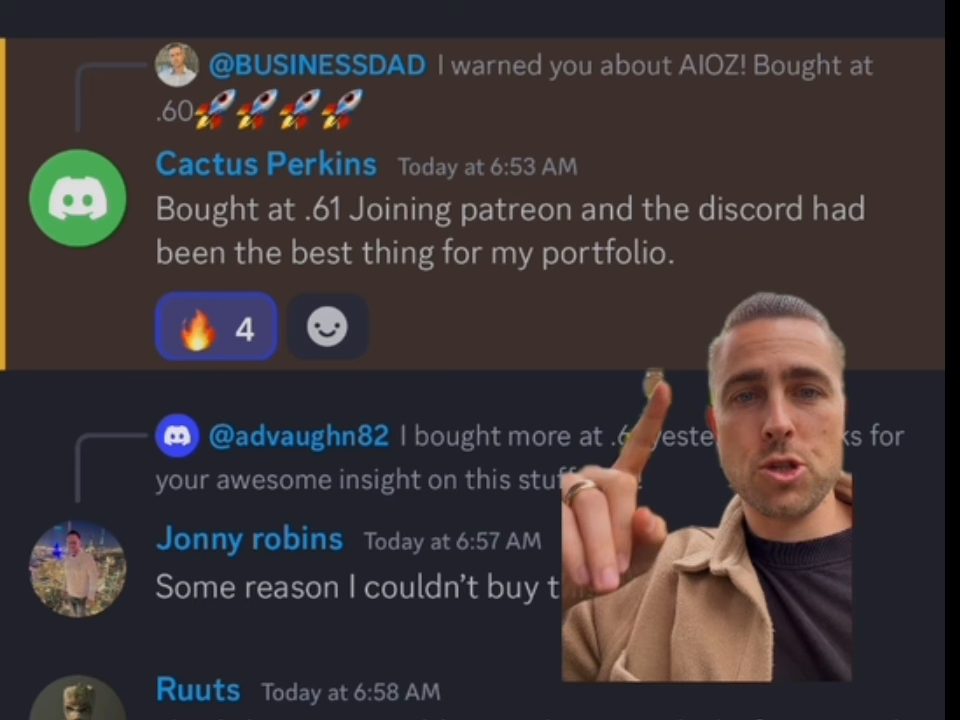 @BUSINESSDAD I warned you about AIOZ! Bought at
.60🚀🚀🚀🚀
Cactus Perkins Today at 6:53 AM
Bought at .61 Joining patreon and the discord had
been the best thing for my portfolio.
🔥 4
@advaughn82 I bought more at for
your awesome insight on this
Jonny robins Today at 6:57 AM
Some reason I couldn't buy
Ruuts Today at 6:58 AM